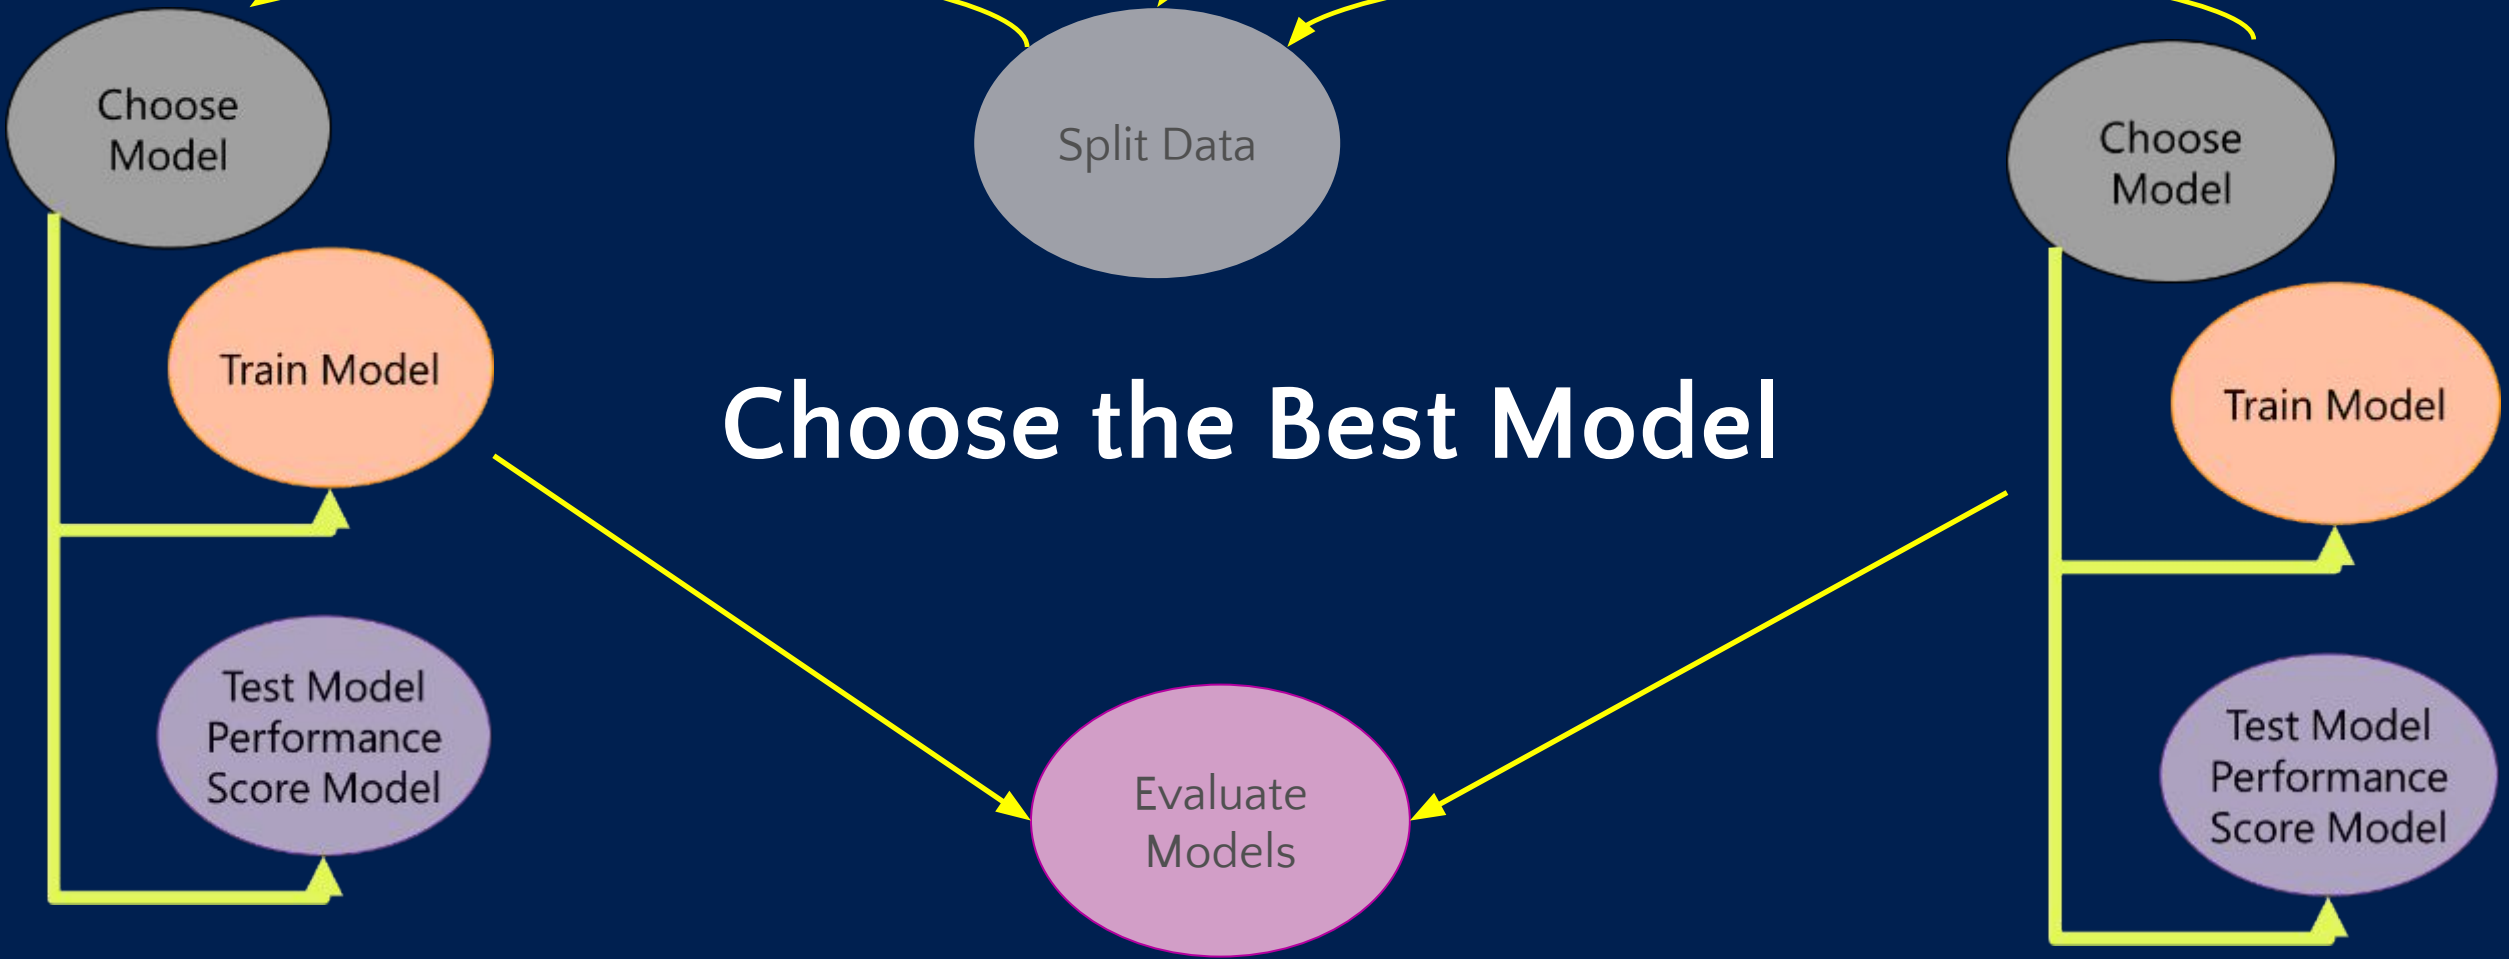 Choose
Model
Split Data
Choose
Model
Train Model
Choose the Best Model
Train Model
Test Model
Performance
Score Model
Evaluate
Models
Test Model
Performance
Score Model